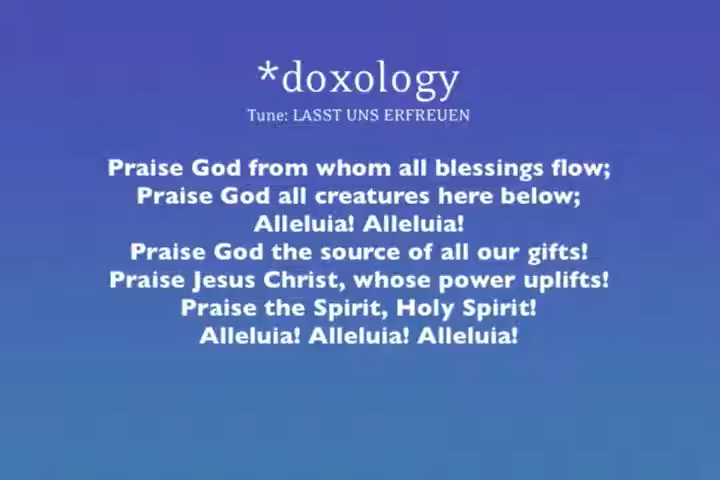 *doxology
Tune: LASST UNS ERFREUEN
Praise God from whom all blessings flow;
Praise God all creatures here below;
Alleluia! Alleluia!
Praise God the source of all our gifts!
Praise Jesus Christ, whose power uplifts!
Praise the Spirit, Holy Spirit!
Alleluia! Alleluia! Alleluia!